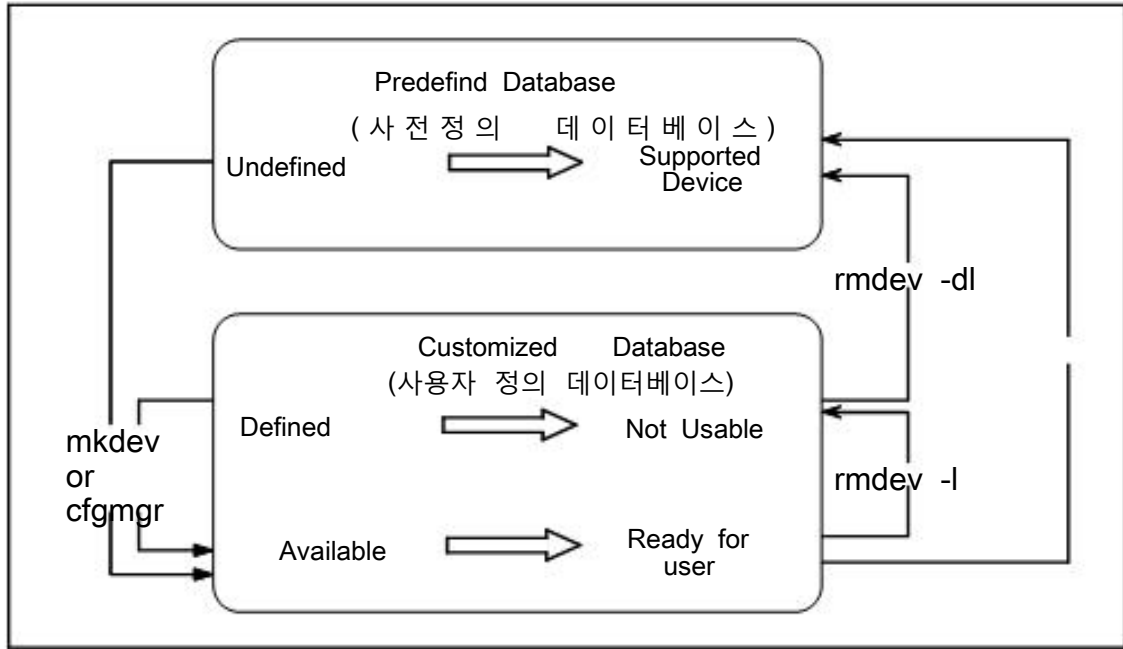 Predefind Database
(사전정의 데이터베이스)
Undefined
Supported
Device
rmdev -dl
Customized Database
(사용자 정의 데이터베이스)
Defined
Not Usable
mkdev
or
cfgmgr
rmdev -l
Available
Ready for
user